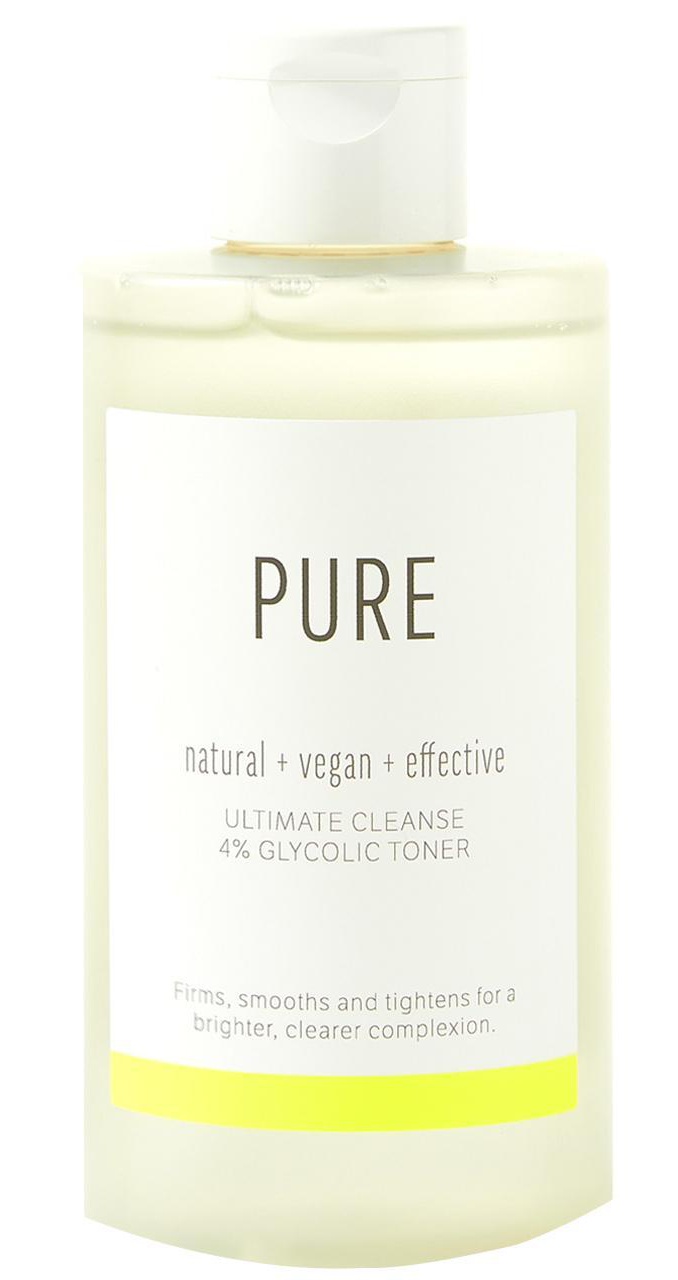 PURE
natural + vegan + effective
ULTIMATE CLEANSE
4% GLYCOLIC TONER
Firms, smooths and tightens for a
brighter, clearer complexion.